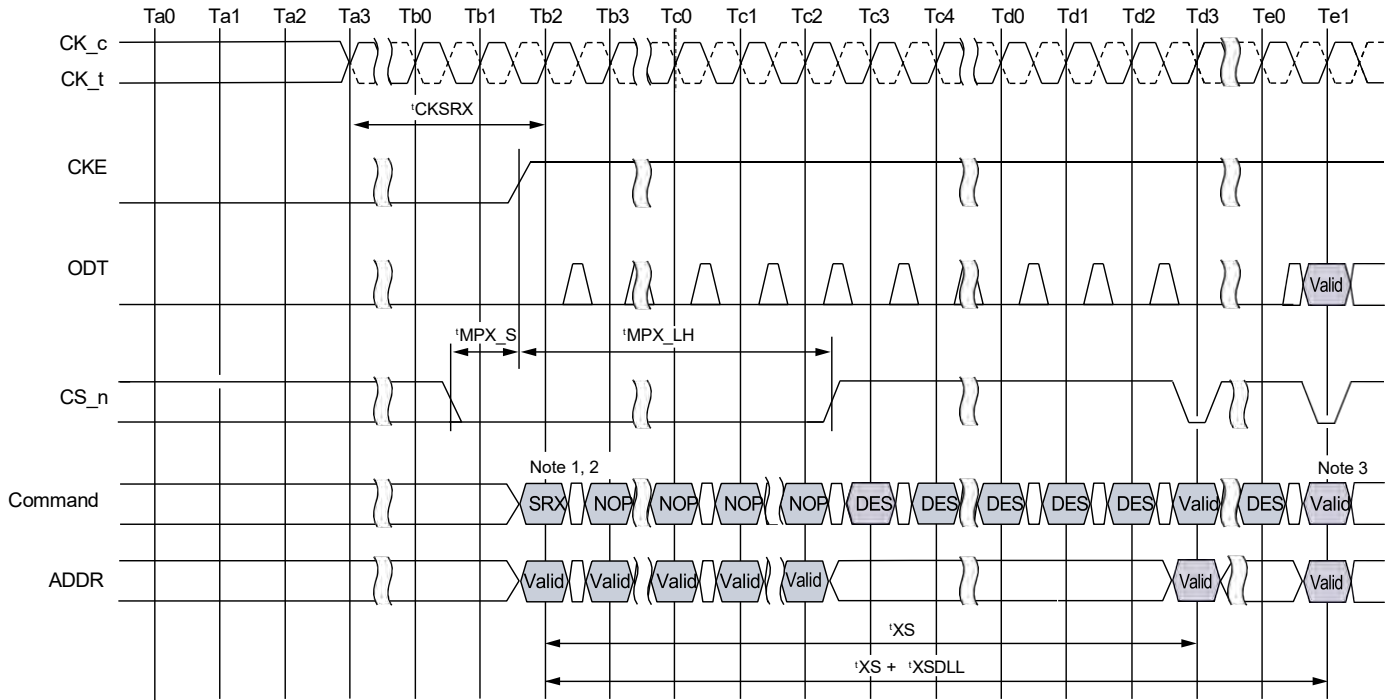 Ta0 Ta1 Ta2 Ta3 Tb0 Tb1 Tb2 Tb3 Tc0 Tc1 Tc2 Tc3 Tc4 Td0 Td1 Td2 Td3 Te0 Te1
CK_c
CK_t
tCKSRX
CKE
ODT
Valid
tMPX_S tMPX_LH
CS_n
Note 1, 2 Note 3
Command SRX NOP NOP NOP NOP DES DES DES DES DES Valid DES Valid
ADDR Valid Valid Valid Valid Valid Valid Valid
tXS
tXS + tXSDLL